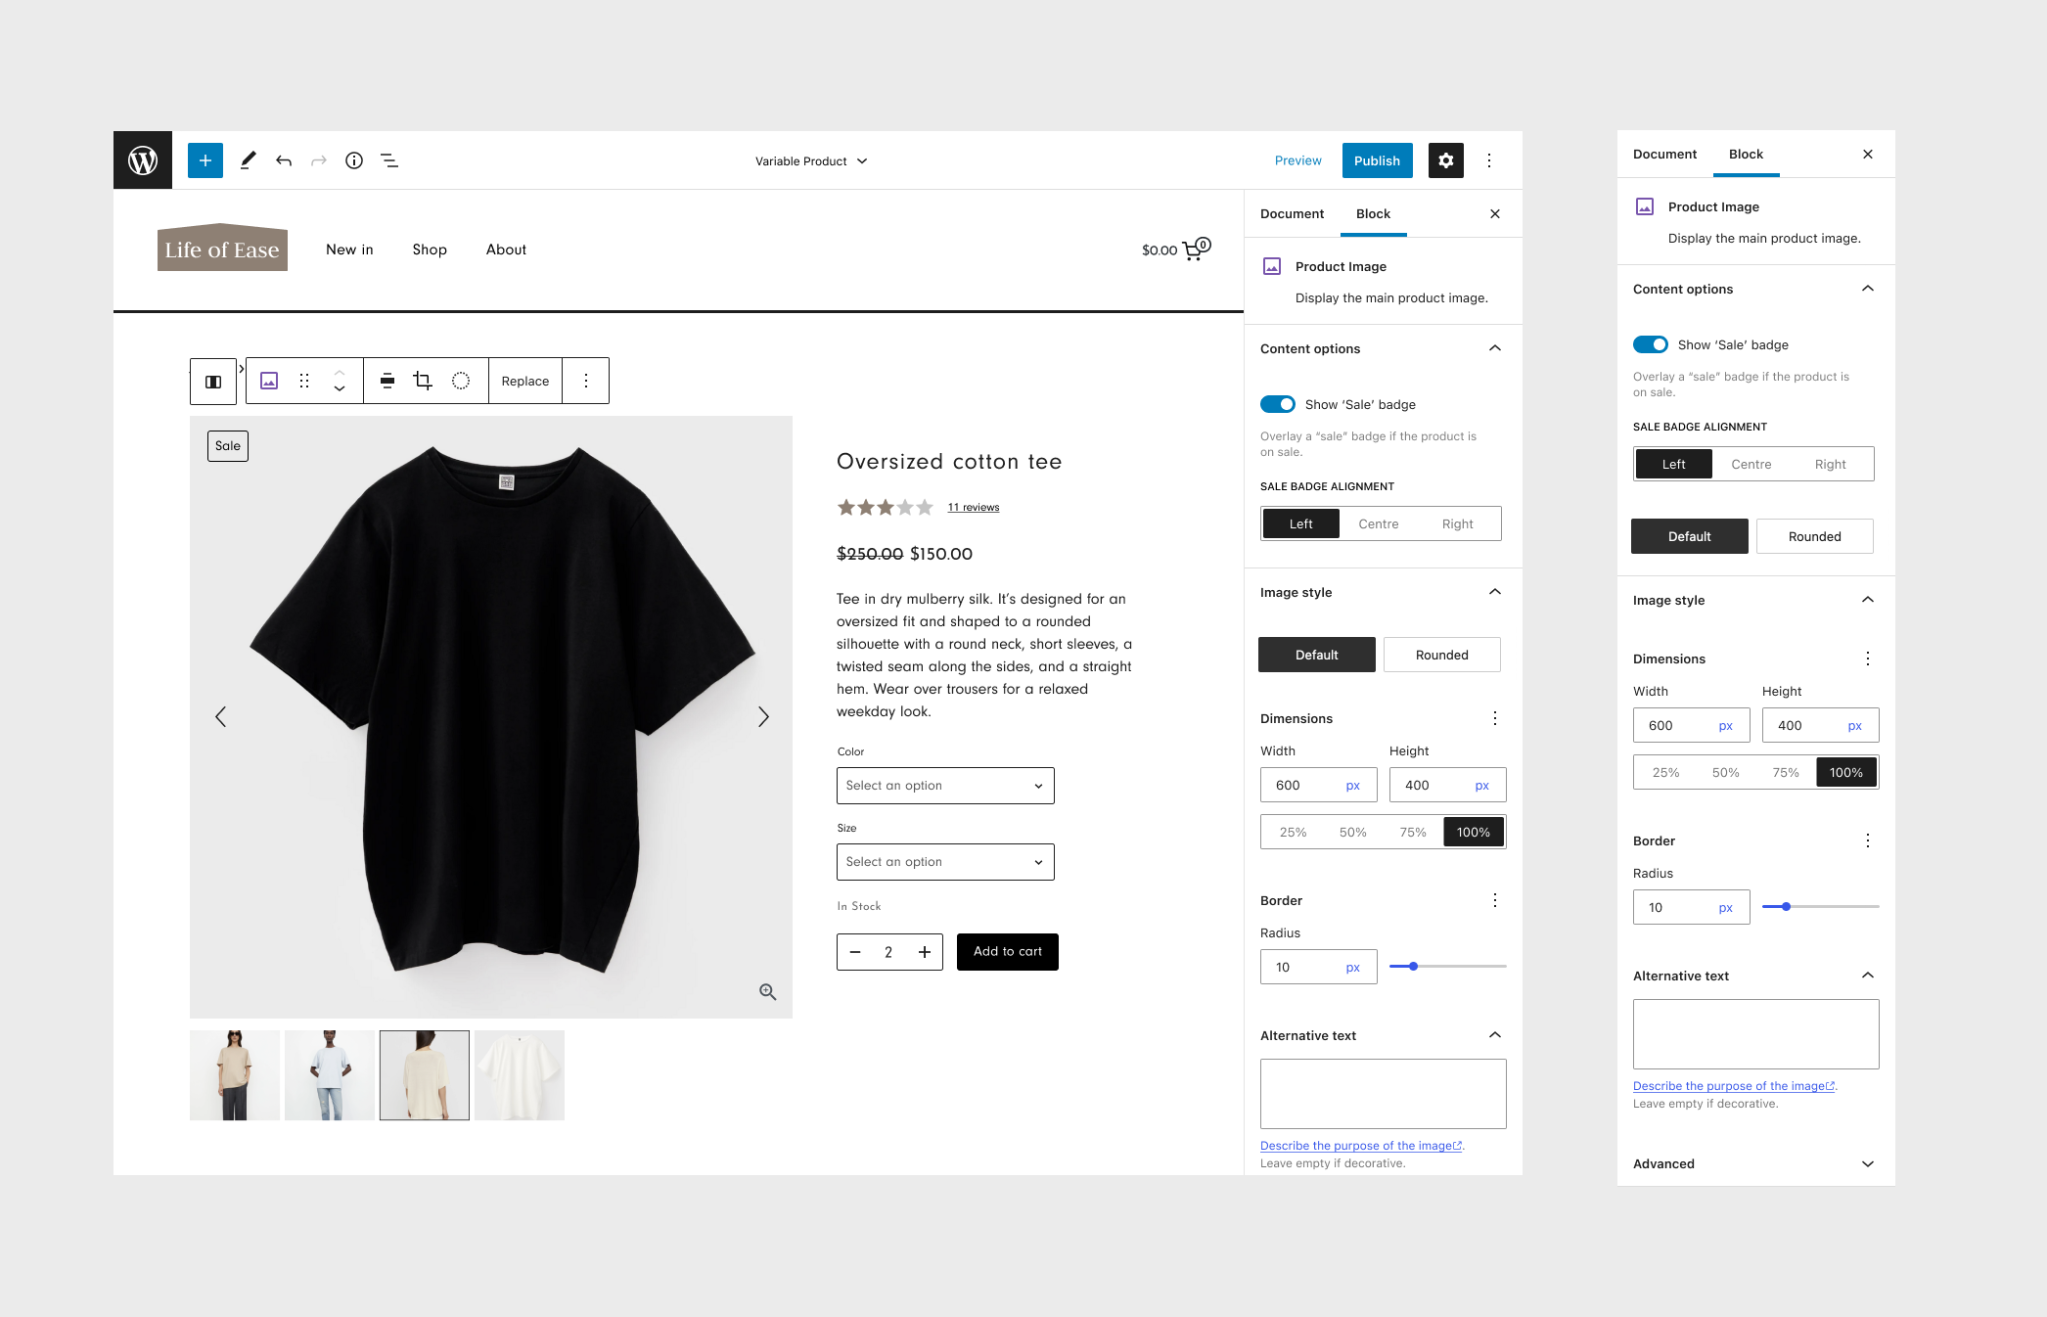 Variable Product
Preview
Publish
Life of Ease
New in
Shop
About
$0.00
0
Replace
Sale
Oversized cotton tee
11 reviews
$250.00 $150.00
Tee in dry mulberry silk. It’s designed for an
oversized fit and shaped to a rounded
silhouette with a round neck, short sleeves, a
twisted seam along the sides, and a straight
hem. Wear over trousers for a relaxed
weekday look.
Color
Select an option
Size
Select an option
In Stock
2
Add to cart
Document
Block
Product Image
Display the main product image.
Content options
Show ‘Sale’ badge
Overlay a “sale” badge if the product is
on sale.
SALE BADGE ALIGNMENT
Left
Centre
Right
Image style
Default
Rounded
Dimensions
Width
Height
600 px
400 px
25%
50%
75%
100%
Border
Radius
10 px
Alternative text
Describe the purpose of the image.
Leave empty if decorative.
Document
Block
Product Image
Display the main product image.
Content options
Show ‘Sale’ badge
Overlay a “sale” badge if the product is
on sale.
SALE BADGE ALIGNMENT
Left
Centre
Right
Default
Rounded
Image style
Dimensions
Width
Height
600 px
400 px
25%
50%
75%
100%
Border
Radius
10 px
Alternative text
Describe the purpose of the image.
Leave empty if decorative.
Advanced